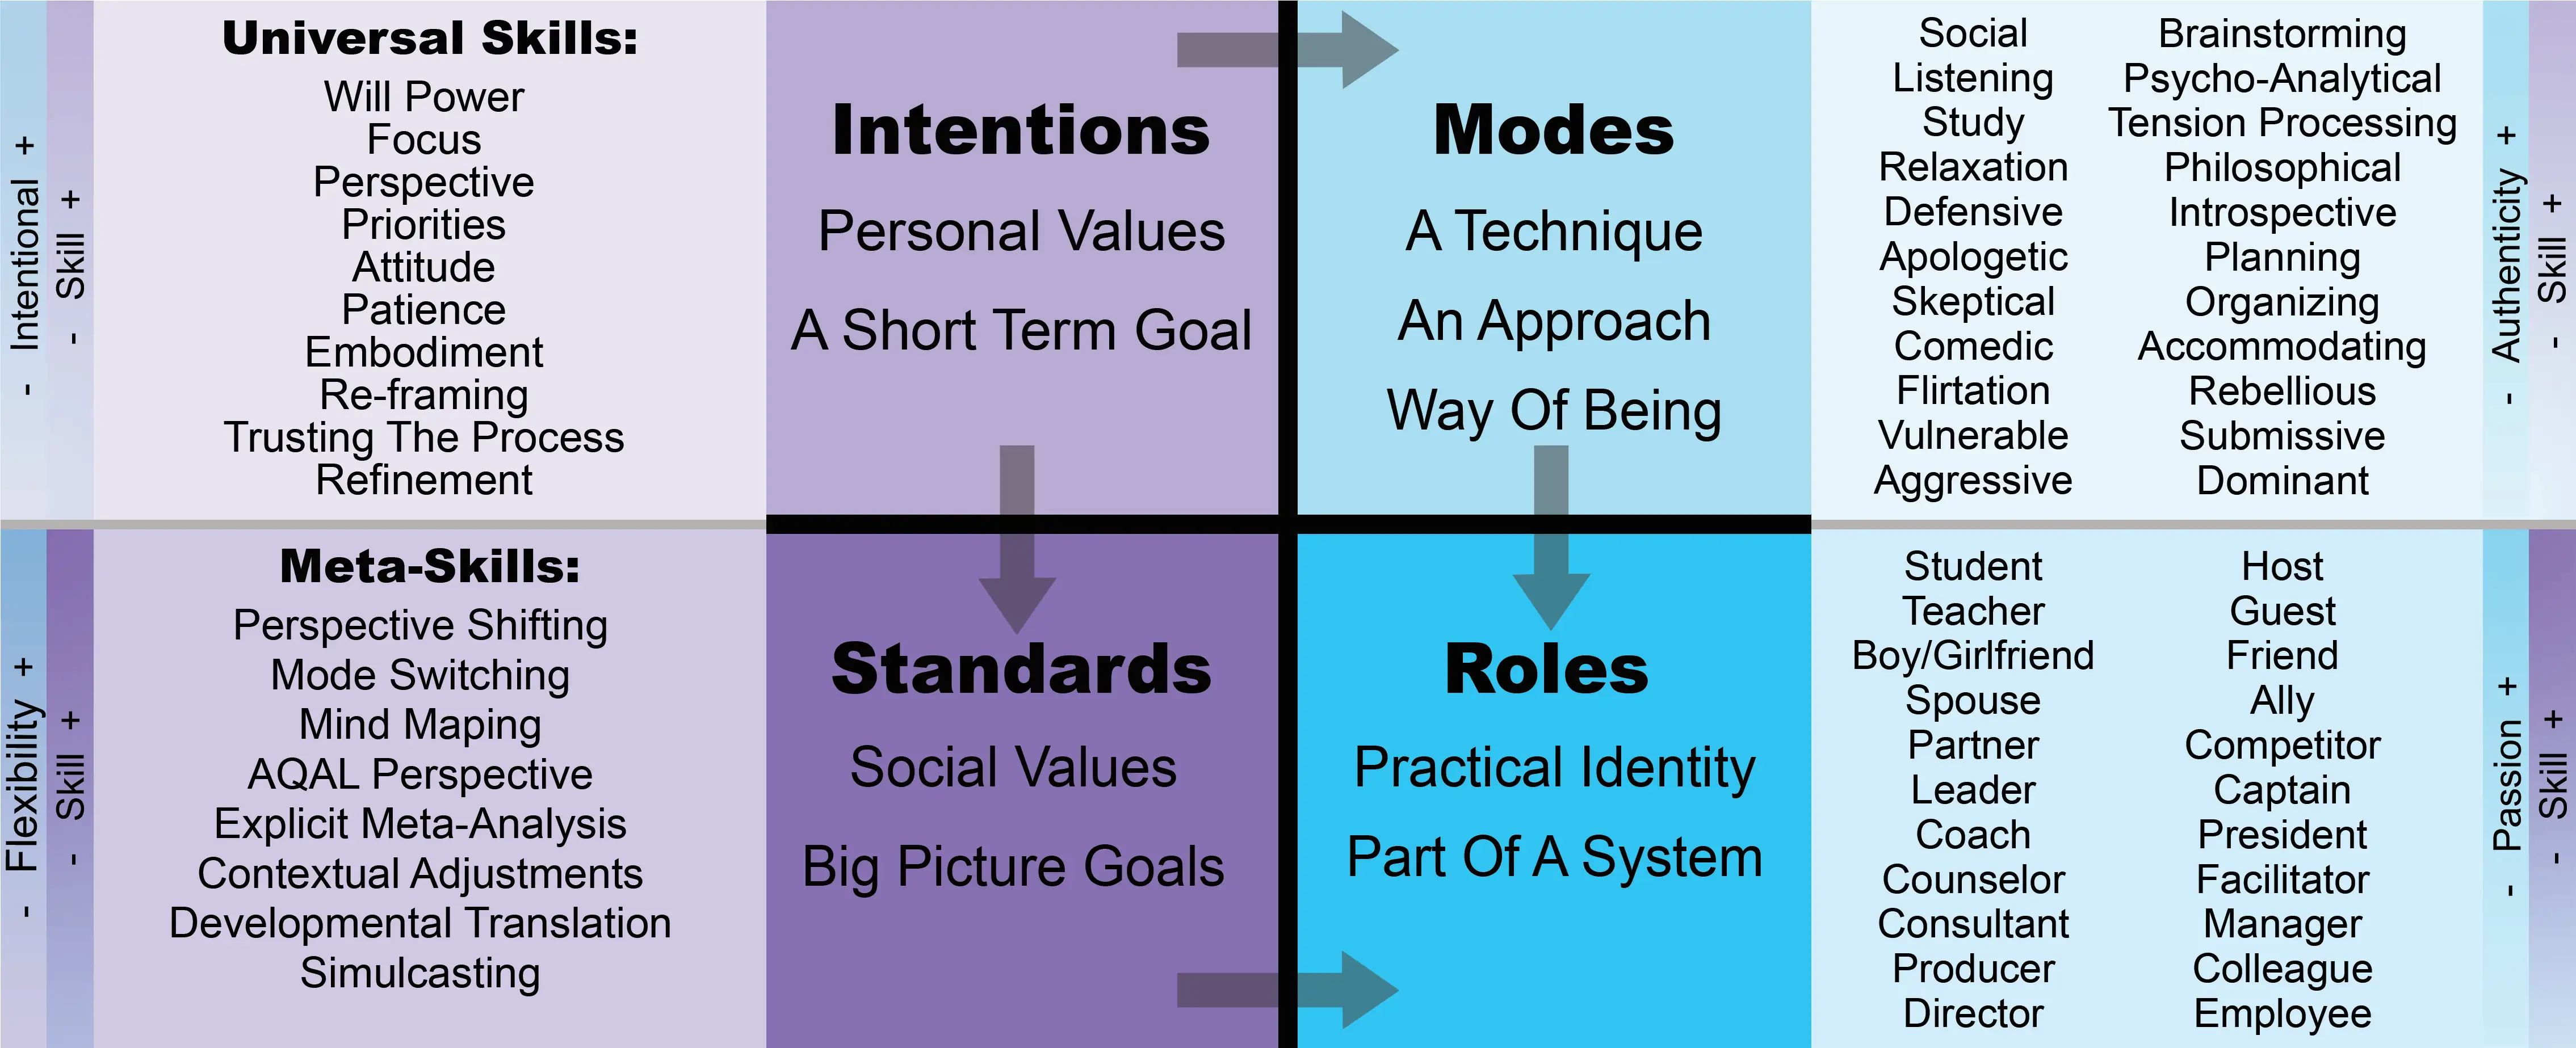 - Intentional +
- Skill +
Universal Skills:
Will Power
Focus
Perspective
Priorities
Attitude
Patience
Embodiment
Re-framing
Trusting The Process
Refinement
Intentions
Personal Values
A Short Term Goal
Modes
A Technique
An Approach
Way Of Being
Social
Listening
Study
Relaxation
Defensive
Apologetic
Skeptical
Comedic
Flirtation
Vulnerable
Aggressive
Brainstorming
Psycho-Analytical
Tension Processing
Philosophical
Introspective
Planning
Organizing
Accommodating
Rebellious
Submissive
Dominant
- Authenticity +
- Skill +
- Flexibility +
- Skill +
Meta-Skills:
Perspective Shifting
Mode Switching
Mind Maping
AQAL Perspective
Explicit Meta-Analysis
Contextual Adjustments
Developmental Translation
Simulcasting
Standards
Social Values
Big Picture Goals
Roles
Practical Identity
Part Of A System
Student
Teacher
Boy/Girlfriend
Spouse
Partner
Leader
Coach
Counselor
Consultant
Producer
Director
Host
Guest
Friend
Ally
Competitor
Captain
President
Facilitator
Manager
Colleague
Employee
- Passion +
- Skill +